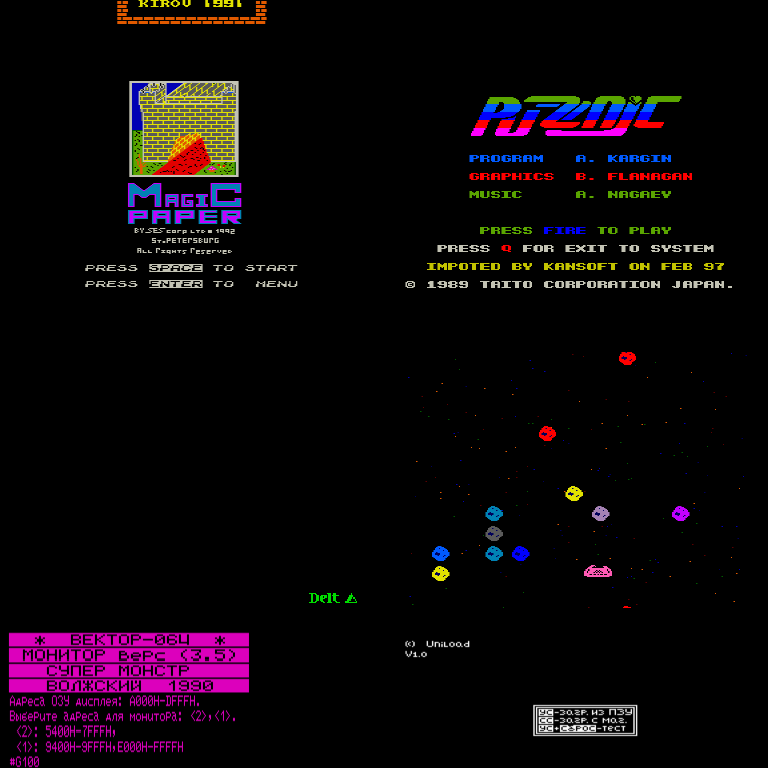 KIROV 1991
MAGIC
PAPER
BY SES CORP LTD © 1992
ST.PETERSBURG
ALL RIGHTS RESERVED
PRESS SPACE TO START
PRESS ENTER TO MENU
PUZZNIC
PROGRAM A. KARGIN
GRAPHICS B. FLANAGAN
MUSIC A. NAGAEV
PRESS FIRE TO PLAY
PRESS Q FOR EXIT TO SYSTEM
IMPOTED BY KANSOFT ON FEB 97
© 1989 TAITO CORPORATION JAPAN.
Delt
* ВЕКТОР-06Ц *
МОНИТОР верс (3.5)
СУПЕР МОНСТР
ВОЛЖСКИЙ 1990
Адреса ОЗУ дисплея: A000H-DFFFH.
Выберите адреса для монитора: (2),(1).
(2): 5400H-7FFFH,
(1): 9400H-9FFFH,E000H-FFFFH
#G100
(c) UniLoad
V1.0
УС-загр. из ПЗУ
СС-загр. с маг.
УС+СБРОС-тест